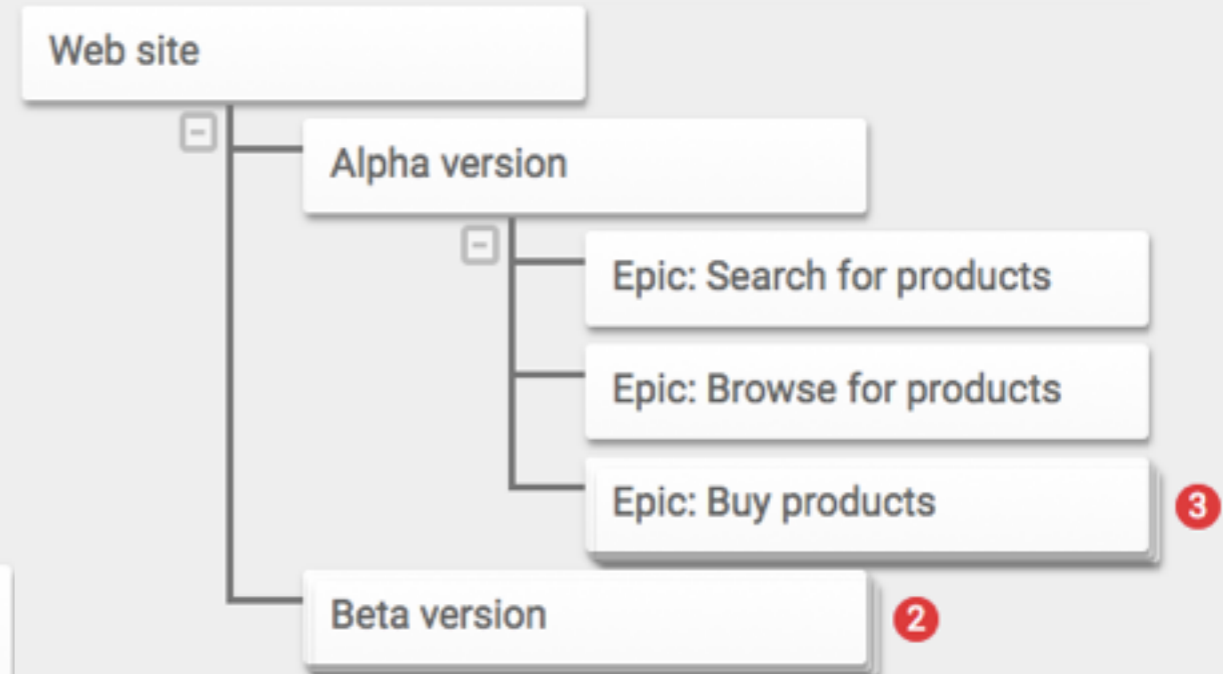 Web site
Alpha version
Epic: Search for products
Epic: Browse for products
Epic: Buy products
3
Beta version
2